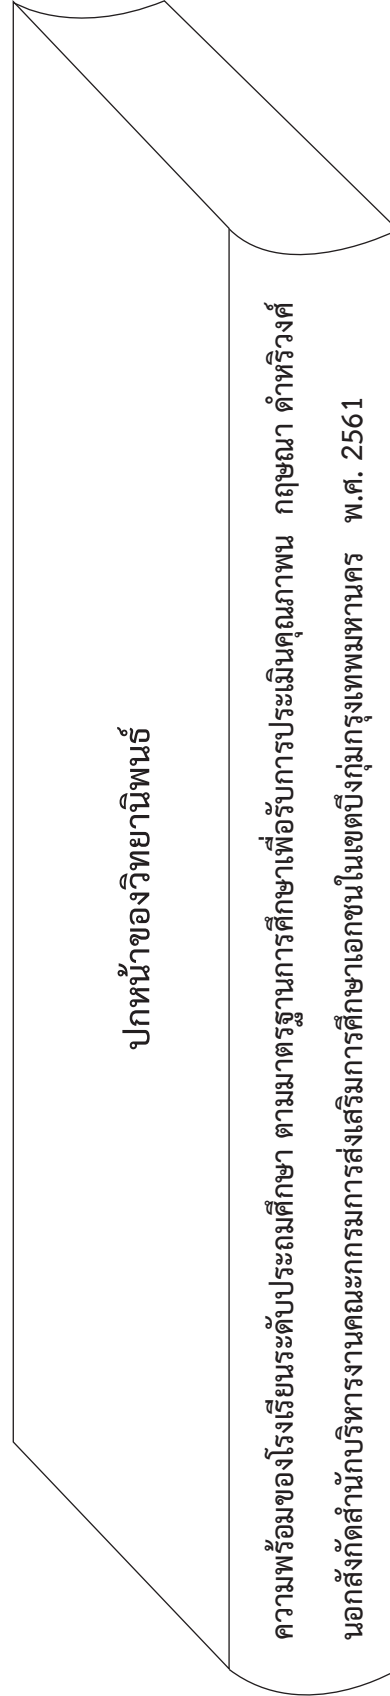 ปกหน้าของวิทยานิพนธ์
ความพร้อมของโรงเรียนระดับประถมศึกษา ตามมาตรฐานการศึกษาเพื่อรับการประเมินคุณภาพน กฤษณา ดำหริวงศ์
นอกสังกัดสำนักบริหารงานคณะกกรมการส่งเสริมการศึกษาเอกชนในเขตบึงกุ่มกรุงเทพมหานคร พ.ศ. 2561